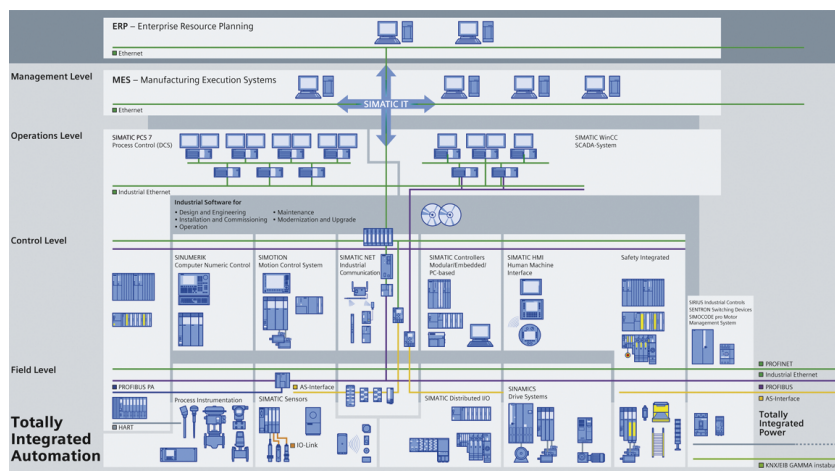 ERP – Enterprise Resource Planning
Ethernet
Management Level
MES – Manufacturing Execution Systems
SIMATIC IT
Ethernet
Operations Level
SIMATIC PCS 7
Process Control (DCS)
SIMATIC WinCC
SCADA-System
Industrial Ethernet
Industrial Software for
• Design and Engineering
• Installation and Commissioning
• Operation
• Maintenance
• Modernization and Upgrade
Control Level
SINUMERIK
Computer Numeric Control
SIMOTION
Motion Control System
SIMATIC NET
Industrial
Communication
SIMATIC Controllers
Modular/Embedded/
PC-based
SIMATIC HMI
Human Machine
Interface
Safety Integrated
SIRIUS Industrial Controls
SENTRON Switching Devices
SIMOCODE pro Motor
Management System
Field Level
PROFINET
Industrial Ethernet
PROFIBUS PA
AS-Interface
PROFIBUS
AS-Interface
HART
Process Instrumentation
SIMATIC Sensors
IO-Link
SIMATIC Distributed I/O
SINAMICS
Drive Systems
Totally
Integrated
Power
Totally
Integrated
Automation
KNX/EIB GAMMA instabus